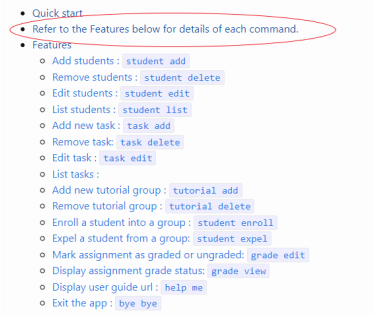 Quick start
Refer to the Features below for details of each command.
Features
Add students : student add
Remove students : student delete
Edit students : student edit
List students : student list
Add new task : task add
Remove task: task delete
Edit task : task edit
List tasks :
Add new tutorial group : tutorial add
Remove tutorial group : tutorial delete
Enroll a student into a group : student enroll
Expel a student from a group: student expel
Mark assignment as graded or ungraded: grade edit
Display assignment grade status: grade view
Display user guide url : help me
Exit the app : bye bye